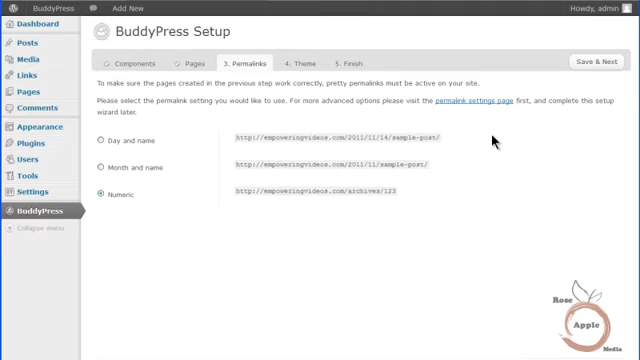 BuddyPress
Add New
Howdy, admin
Dashboard
Posts
Media
Links
Pages
Comments
Appearance
Plugins
Users
Tools
Settings
BuddyPress
Collapse menu
BuddyPress Setup
Components
Pages
3. Permalinks
4. Theme
5. Finish
Save & Next
To make sure the pages created in the previous step work correctly, pretty permalinks must be active on your site.
Please select the permalink setting you would like to use. For more advanced options please visit the permalink settings page first, and complete this setup
wizard later.
Day and name
http://empoweringvideos.com/2011/11/14/sample-post/
Month and name
http://empoweringvideos.com/2011/11/sample-post/
Numeric
http://empoweringvideos.com/archives/123
Rose
Apple
Media